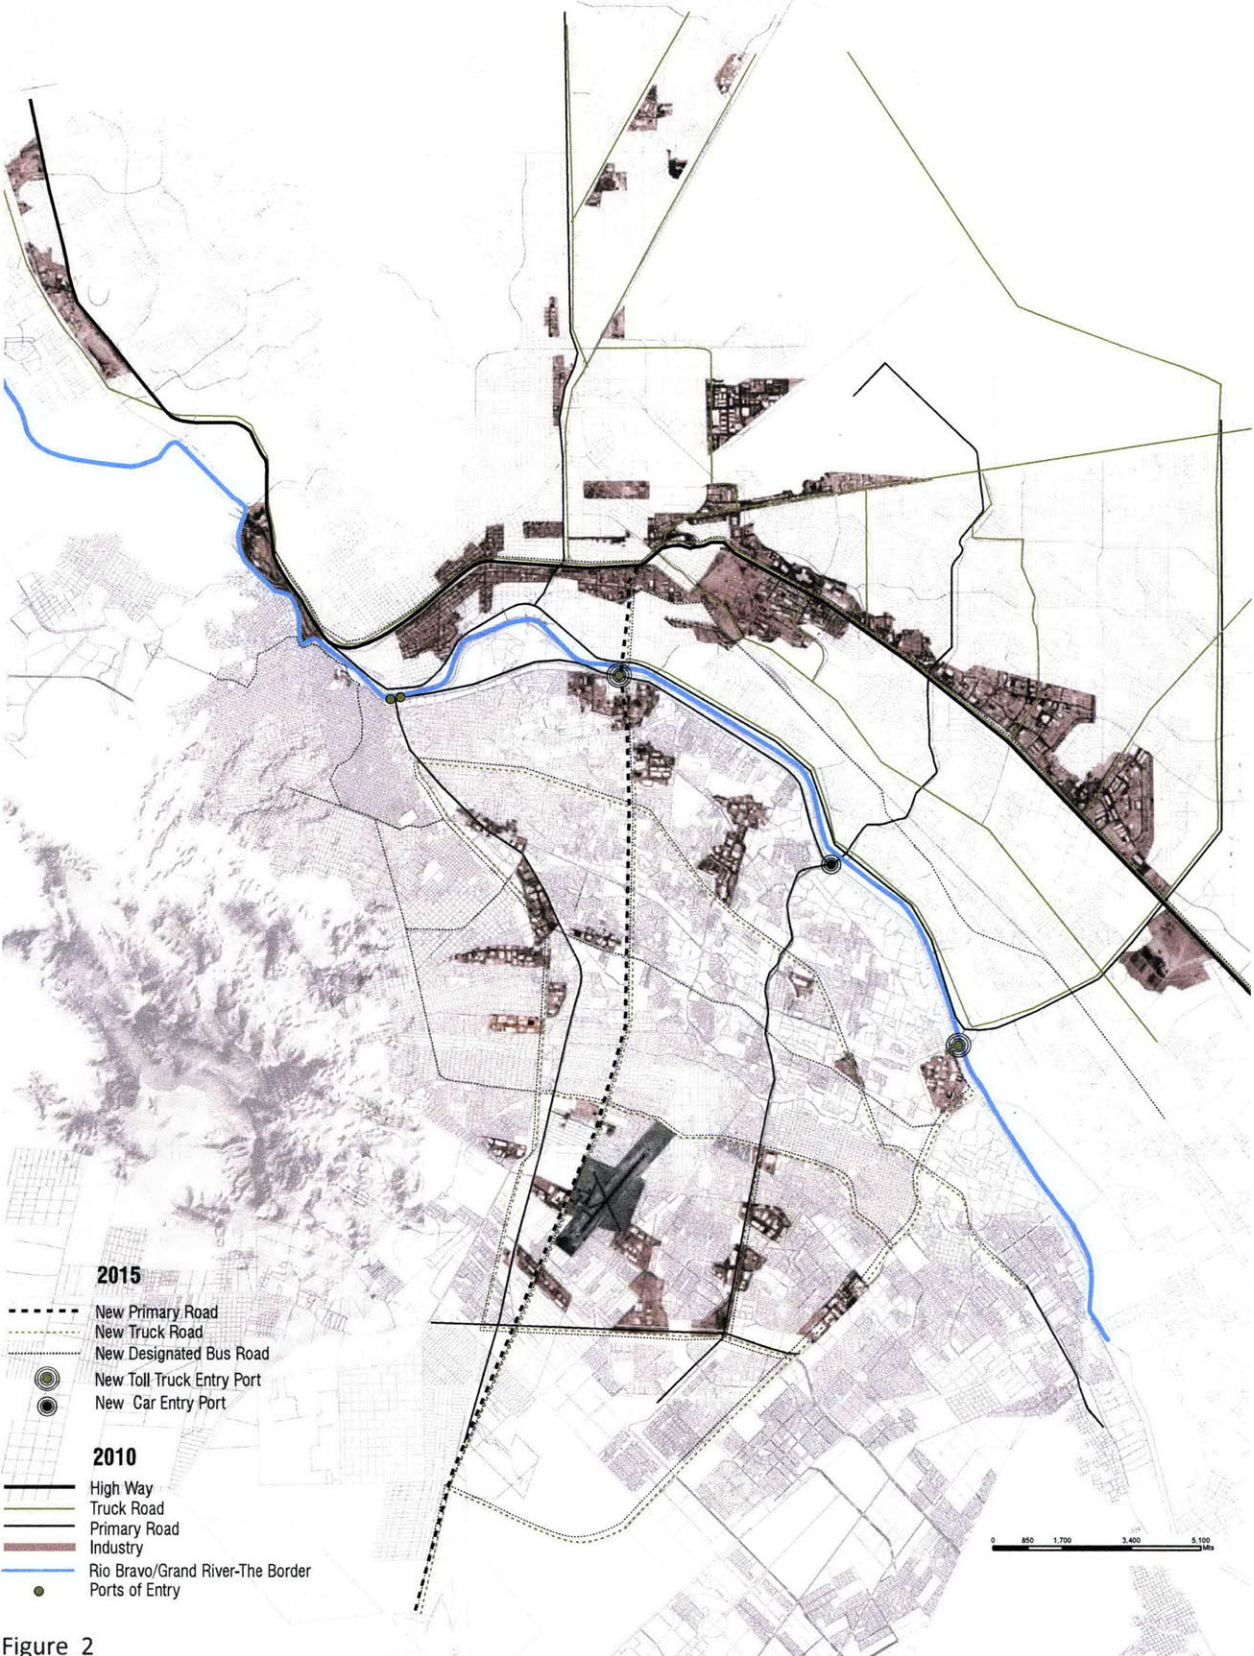 2015
New Primary Road
New Truck Road
New Designated Bus Road
New Toll Truck Entry Port
New Car Entry Port
2010
High Way
Truck Road
Primary Road
Industry
Rio Bravo/Grand River-The Border
Ports of Entry
0 850 1,700 3,400 5,100
Mts
Figure 2